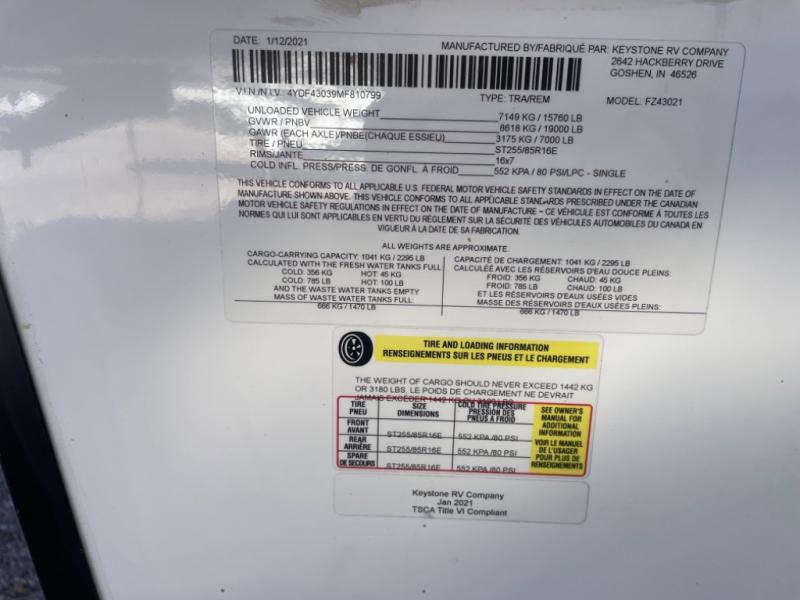 DATE: 1/12/2021
MANUFACTURED BY/FABRIQUÉ PAR: KEYSTONE RV COMPANY
2642 HACKBERRY DRIVE
GOSHEN, IN 46526
V.I.N./N.I.V.: 4YDF43039MF810799
TYPE: TRA/REM
MODEL: FZ43021
UNLOADED VEHICLE WEIGHT 7149 KG / 15760 LB
GVWR / PNBV 8618 KG / 19000 LB
GAWR (EACH AXLE)/PNBE(CHAQUE ESSIEU) 3175 KG / 7000 LB
TIRE / PNEU ST255/85R16E
RIMS/JANTE 16x7
COLD INFL. PRESS/PRESS. DE GONFL. À FROID 552 KPA / 80 PSI/LPC - SINGLE
THIS VEHICLE CONFORMS TO ALL APPLICABLE U.S. FEDERAL MOTOR VEHICLE SAFETY STANDARDS IN EFFECT ON THE DATE OF
MANUFACTURE SHOWN ABOVE. THIS VEHICLE CONFORMS TO ALL APPLICABLE STANDARDS PRESCRIBED UNDER THE CANADIAN
MOTOR VEHICLE SAFETY REGULATIONS IN EFFECT ON THE DATE OF MANUFACTURE – CE VÉHICULE EST CONFORME À TOUTES LES
NORMES QUI LUI SONT APPLICABLES EN VERTU DU RÈGLEMENT SUR LA SÉCURITÉ DES VÉHICULES AUTOMOBILES DU CANADA EN
VIGUEUR À LA DATE DE SA FABRICATION.
ALL WEIGHTS ARE APPROXIMATE.
CARGO-CARRYING CAPACITY: 1041 KG / 2295 LB
CALCULATED WITH THE FRESH WATER TANKS FULL:
COLD: 356 KG HOT: 45 KG
COLD: 785 LB HOT: 100 LB
AND THE WASTE WATER TANKS EMPTY
MASS OF WASTE WATER TANKS FULL:
666 KG / 1470 LB
CAPACITÉ DE CHARGEMENT: 1041 KG / 2295 LB
CALCULÉE AVEC LES RÉSERVOIRS D'EAU DOUCE PLEINS:
FROID: 356 KG CHAUD: 45 KG
FROID: 785 LB CHAUD: 100 LB
ET LES RÉSERVOIRS D'EAUX USÉES VIDES
MASSE DES RÉSERVOIRS D'EAUX USÉES PLEINS:
666 KG / 1470 LB
TIRE AND LOADING INFORMATION
RENSEIGNEMENTS SUR LES PNEUS ET LE CHARGEMENT
THE WEIGHT OF CARGO SHOULD NEVER EXCEED 1442 KG
OR 3180 LBS. LE POIDS DE CHARGEMENT NE DEVRAIT
JAMAIS EXCÉDER 1442 KG OU 3180 LBS
TIRE SIZE COLD TIRE PRESSURE
PNEU DIMENSIONS PRESSION DES
PNEUS À FROID
FRONT
AVANT ST255/85R16E 552 KPA /80 PSI
REAR
ARRIÈRE ST255/85R16E 552 KPA /80 PSI
SPARE
DE SECOURS ST255/85R16E 552 KPA /80 PSI
SEE OWNER'S
MANUAL FOR
ADDITIONAL
INFORMATION
VOIR LE MANUEL
DE L'USAGER
POUR PLUS DE
RENSEIGNEMENTS
Keystone RV Company
Jan 2021
TSCA Title VI Compliant